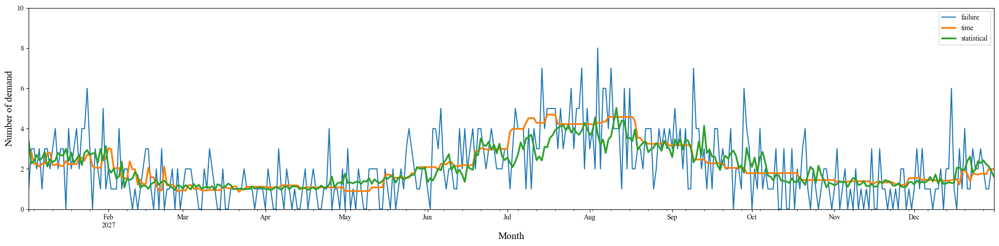 10
8
6
4
2
0
Number of demand
failure
time
statistical
Feb
2027
Mar
Apr
May
Jun
Jul
Aug
Sep
Oct
Nov
Dec
Month